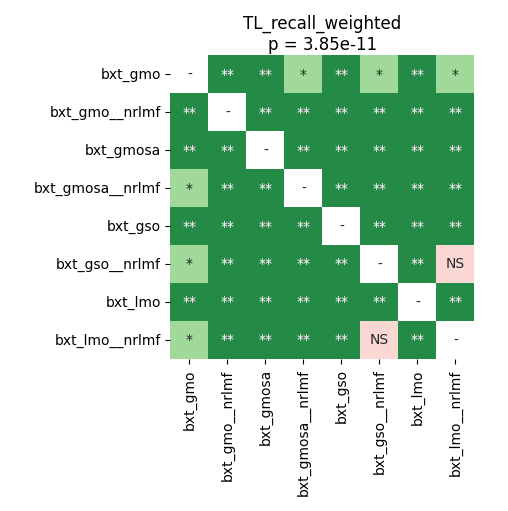 TL_recall_weighted
p = 3.85e-11
bxt_gmo - ** ** * ** * ** *
bxt_gmo__nrlmf ** - ** ** ** ** ** **
bxt_gmosa ** ** - ** ** ** ** **
bxt_gmosa__nrlmf * ** ** - ** ** ** **
bxt_gso ** ** ** ** - ** ** **
bxt_gso__nrlmf * ** ** ** ** - ** NS
bxt_lmo ** ** ** ** ** ** - **
bxt_lmo__nrlmf * ** ** ** ** NS ** -
bxt_gmo
bxt_gmo__nrlmf
bxt_gmosa
bxt_gmosa__nrlmf
bxt_gso
bxt_gso__nrlmf
bxt_lmo
bxt_lmo__nrlmf